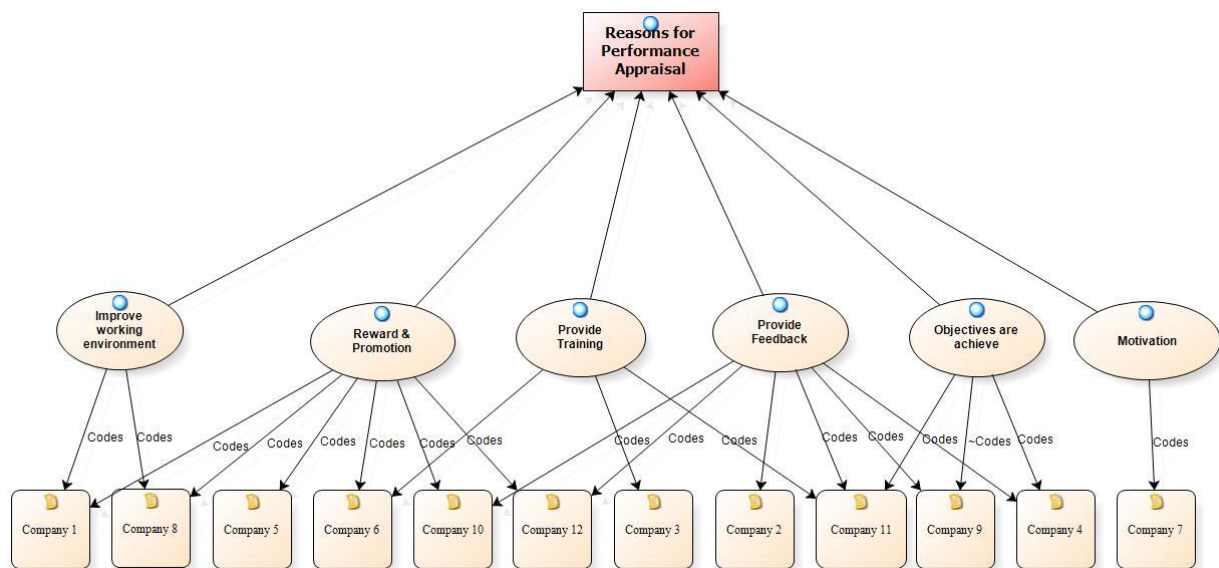 Reasons for
Performance
Appraisal
Improve
working
environment
Reward &
Promotion
Provide
Training
Provide
Feedback
Objectives are
achieve
Motivation
Codes
Codes
Codes
Codes
Codes
Codes
Codes
Codes
Codes
Codes
Codes
Codes
Codes
~Codes
Codes
Codes
Company 1
Company 8
Company 5
Company 6
Company 10
Company 12
Company 3
Company 2
Company 11
Company 9
Company 4
Company 7